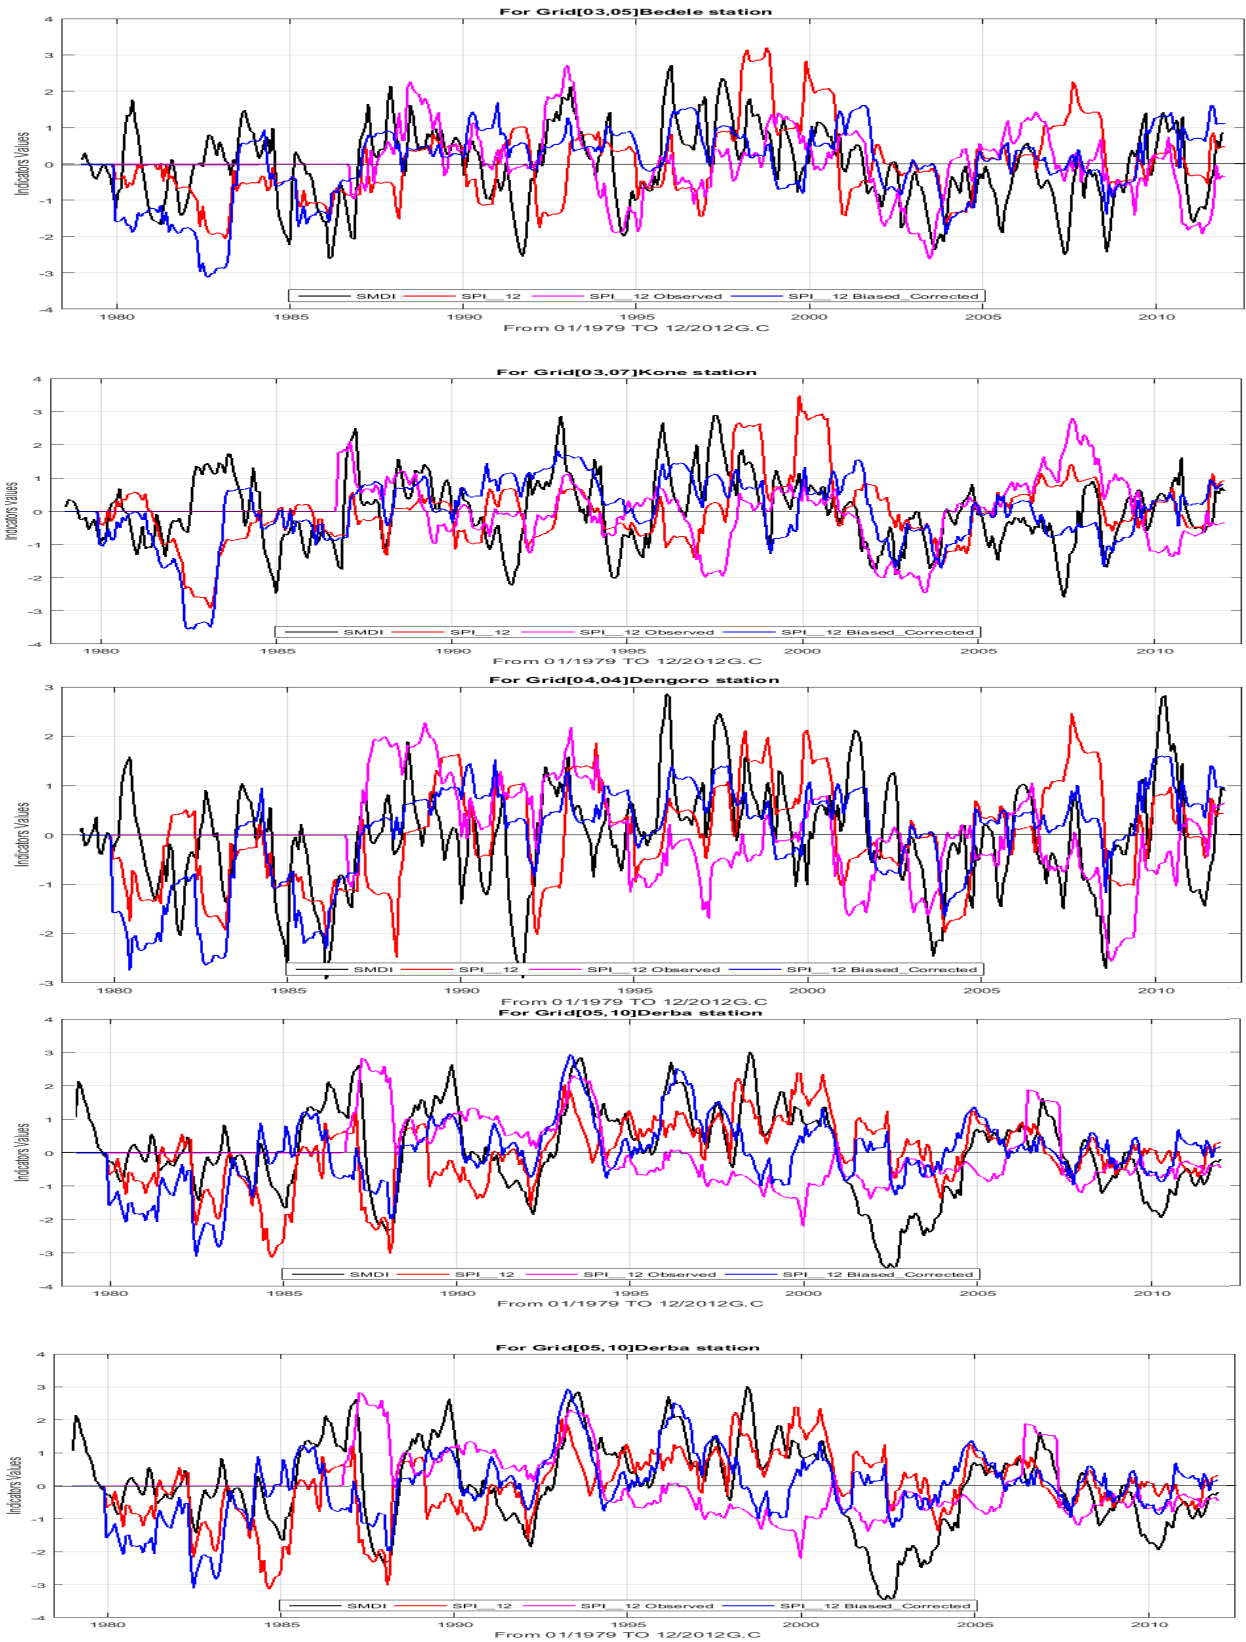 For Grid[03,05]Bedele station
4
3
2
1
0
-1
-2
-3
-4
Indicators Values
SMDI SPI__12 SPI__12 Observed SPI__12 Biased_Corrected
1980 1985 1990 1995 2000 2005 2010
From 01/1979 TO 12/2012G.C
For Grid[03,07]Kone station
4
3
2
1
0
-1
-2
-3
-4
Indicators Values
SMDI SPI__12 SPI__12 Observed SPI__12 Biased_Corrected
1980 1985 1990 1995 2000 2005 2010
From 01/1979 TO 12/2012G.C
For Grid[04,04]Dengoro station
3
2
1
0
-1
-2
-3
Indicators Values
SMDI SPI__12 SPI__12 Observed SPI__12 Biased_Corrected
1980 1985 1990 1995 2000 2005 2010
From 01/1979 TO 12/2012G.C
For Grid[05,10]Derba station
4
3
2
1
0
-1
-2
-3
-4
Indicators Values
SMDI SPI__12 SPI__12 Observed SPI__12 Biased_Corrected
1980 1985 1990 1995 2000 2005 2010
From 01/1979 TO 12/2012G.C
For Grid[05,10]Derba station
4
3
2
1
0
-1
-2
-3
-4
Indicators Values
SMDI SPI__12 SPI__12 Observed SPI__12 Biased_Corrected
1980 1985 1990 1995 2000 2005 2010
From 01/1979 TO 12/2012G.C